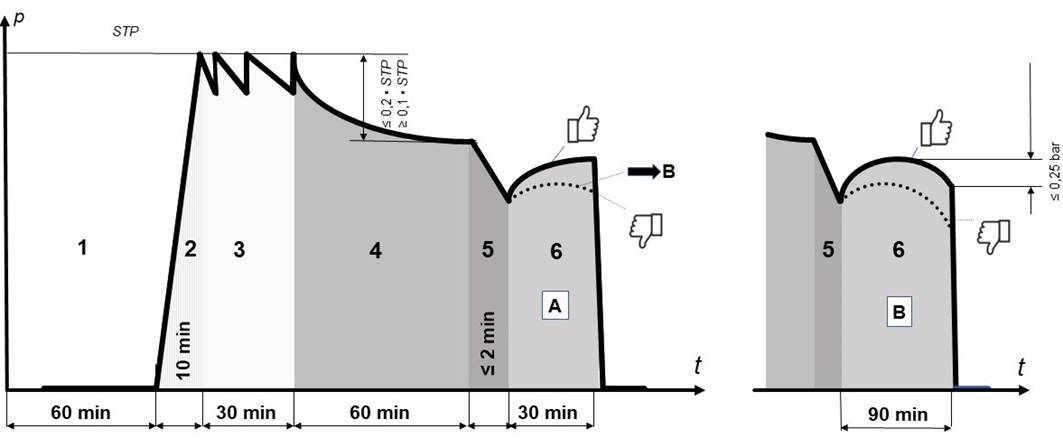 p
STP
≤ 0,2 • STP
≥ 0,1 • STP
B
≤ 0,25 bar
1
2
3
4
5
6
5
6
A
B
10 min
≤ 2 min
t
t
60 min
30 min
60 min
30 min
90 min